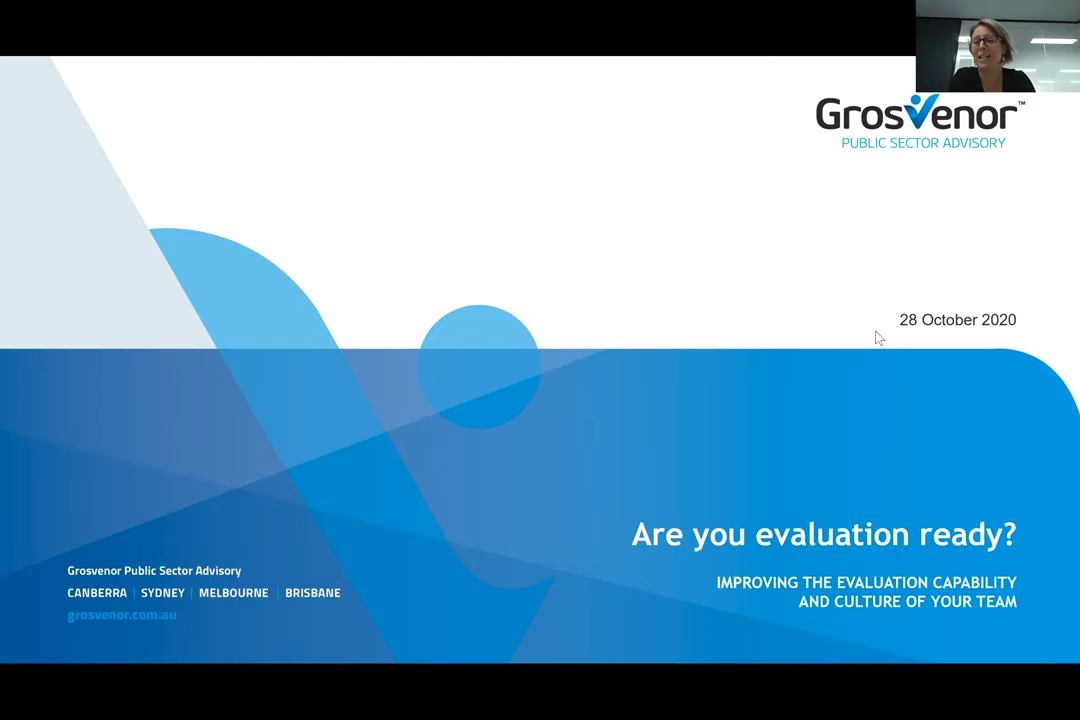 Grosvenor™
PUBLIC SECTOR ADVISORY
28 October 2020
Are you evaluation ready?
IMPROVING THE EVALUATION CAPABILITY
AND CULTURE OF YOUR TEAM
Grosvenor Public Sector Advisory
CANBERRA | SYDNEY | MELBOURNE | BRISBANE
grosvenor.com.au